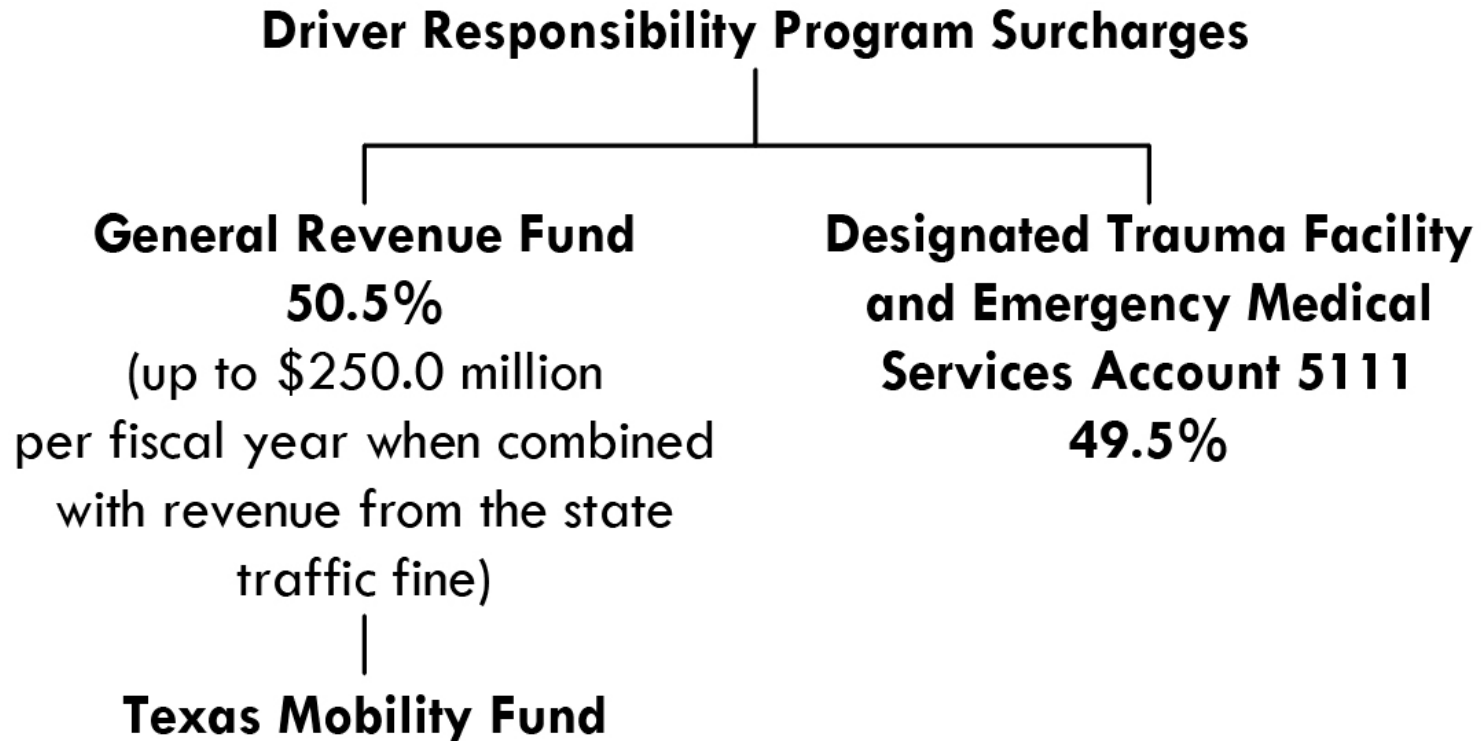 Driver Responsibility Program Surcharges
General Revenue Fund
50.5%
(up to $250.0 million
per fiscal year when combined
with revenue from the state
traffic fine)
Texas Mobility Fund
Designated Trauma Facility
and Emergency Medical
Services Account 5111
49.5%